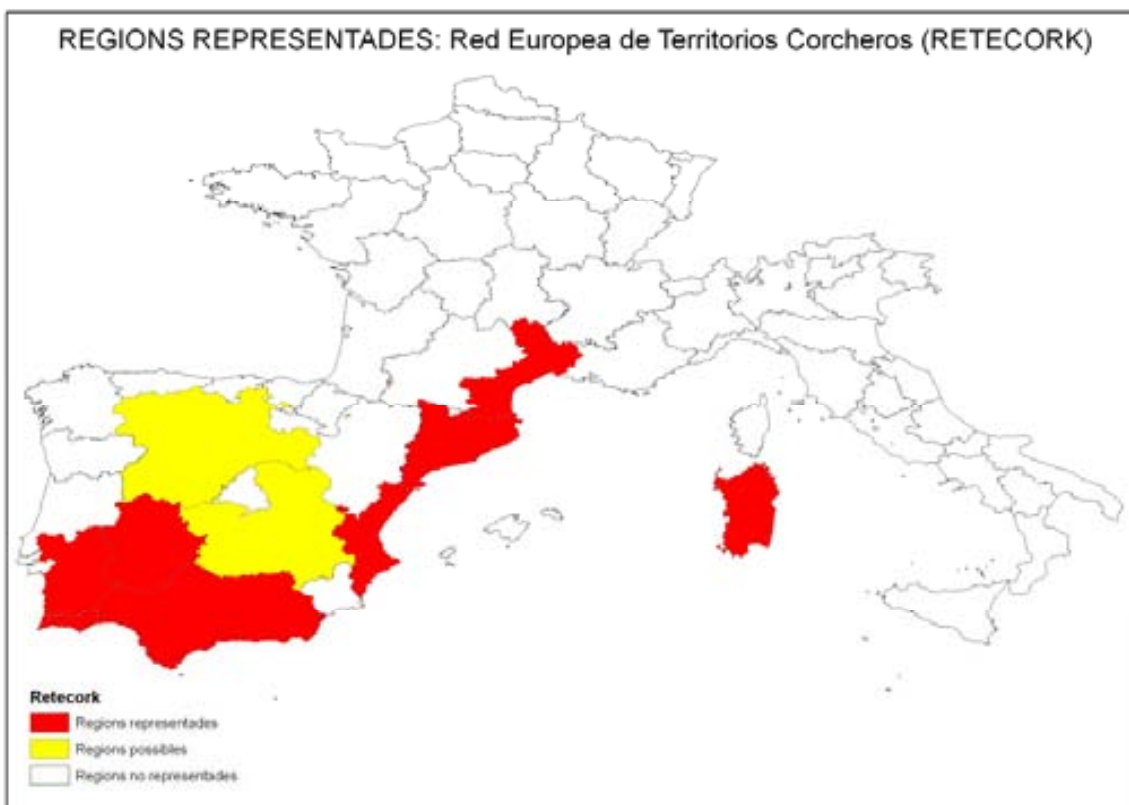 REGIONS REPRESENTADES: Red Europea de Territorios Corcheros (RETECORK)
Retecork
Regions representades
Regions possibles
Regions no representades